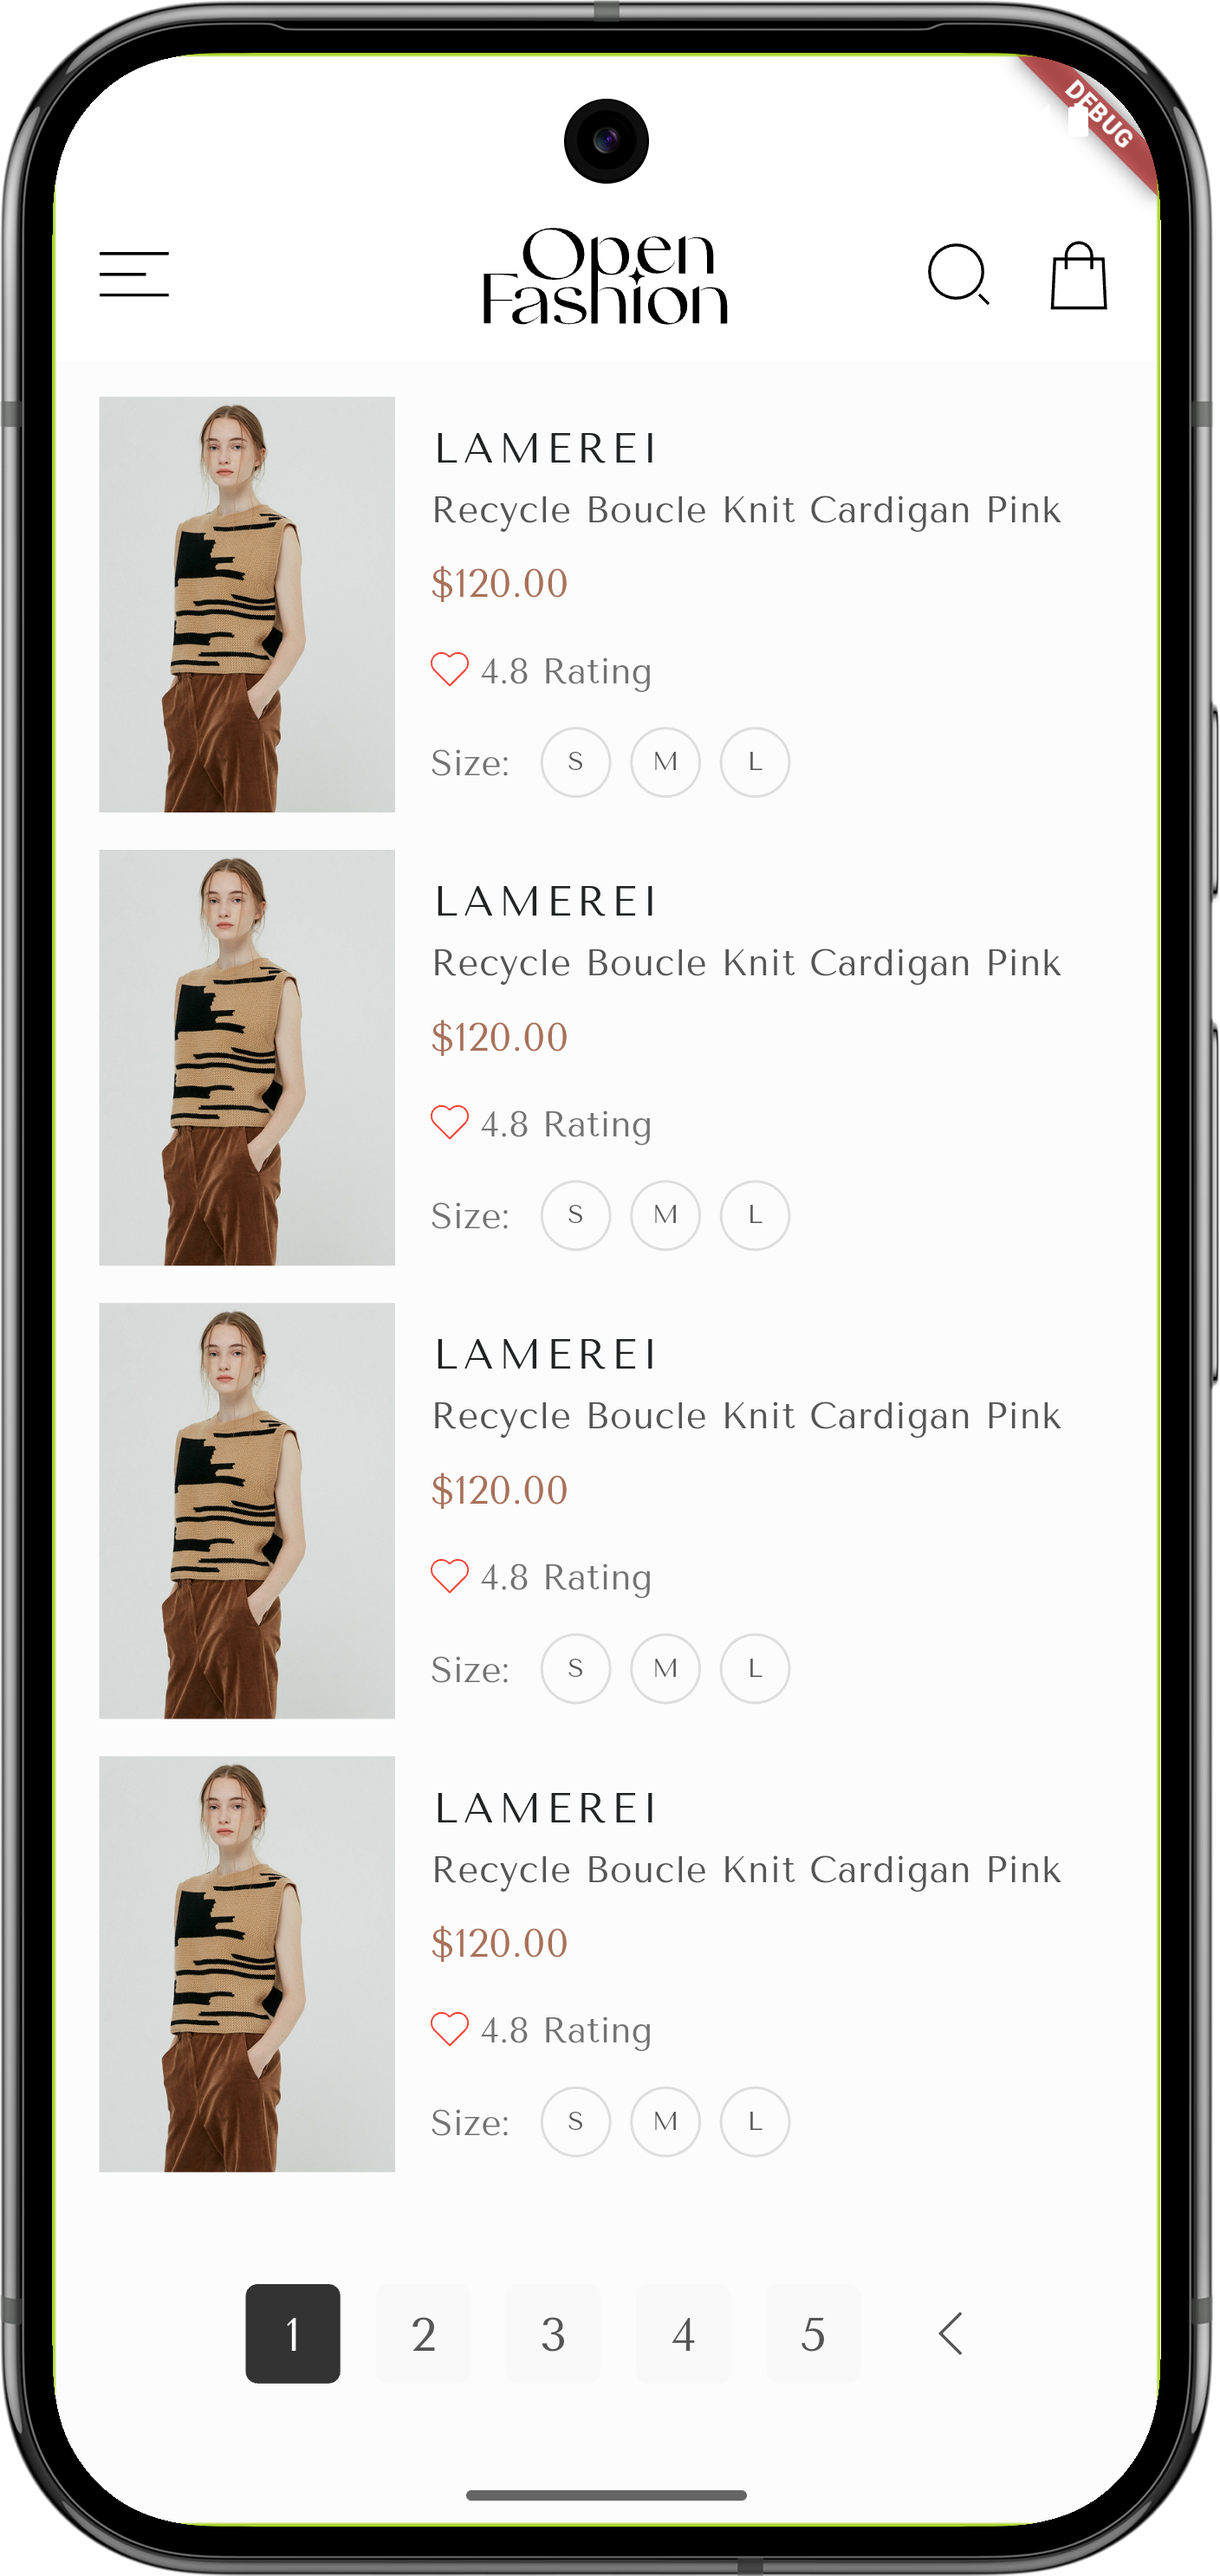 DEBUG
Open
Fashion
LAMEREI
Recycle Boucle Knit Cardigan Pink
$120.00
4.8 Rating
Size: S M L
LAMEREI
Recycle Boucle Knit Cardigan Pink
$120.00
4.8 Rating
Size: S M L
LAMEREI
Recycle Boucle Knit Cardigan Pink
$120.00
4.8 Rating
Size: S M L
LAMEREI
Recycle Boucle Knit Cardigan Pink
$120.00
4.8 Rating
Size: S M L
1 2 3 4 5